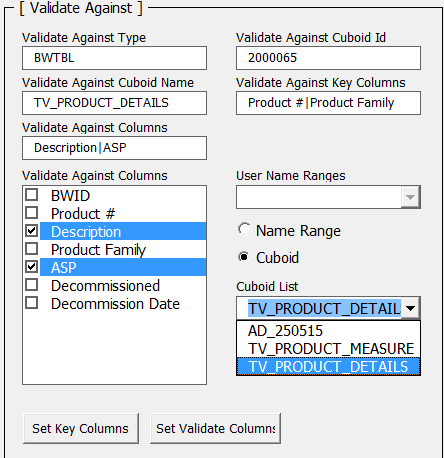 [ Validate Against ]
Validate Against Type
BWTBL
Validate Against Cuboid Id
2000065
Validate Against Cuboid Name
TV_PRODUCT_DETAILS
Validate Against Key Columns
Product #|Product Family
Validate Against Columns
Description|ASP
Validate Against Columns
BWID
Product #
Description
Product Family
ASP
Decommissioned
Decommission Date
User Name Ranges
Name Range
Cuboid
Cuboid List
TV_PRODUCT_DETAIL
AD_250515
TV_PRODUCT_MEASURE
TV_PRODUCT_DETAILS
Set Key Columns
Set Validate Columns